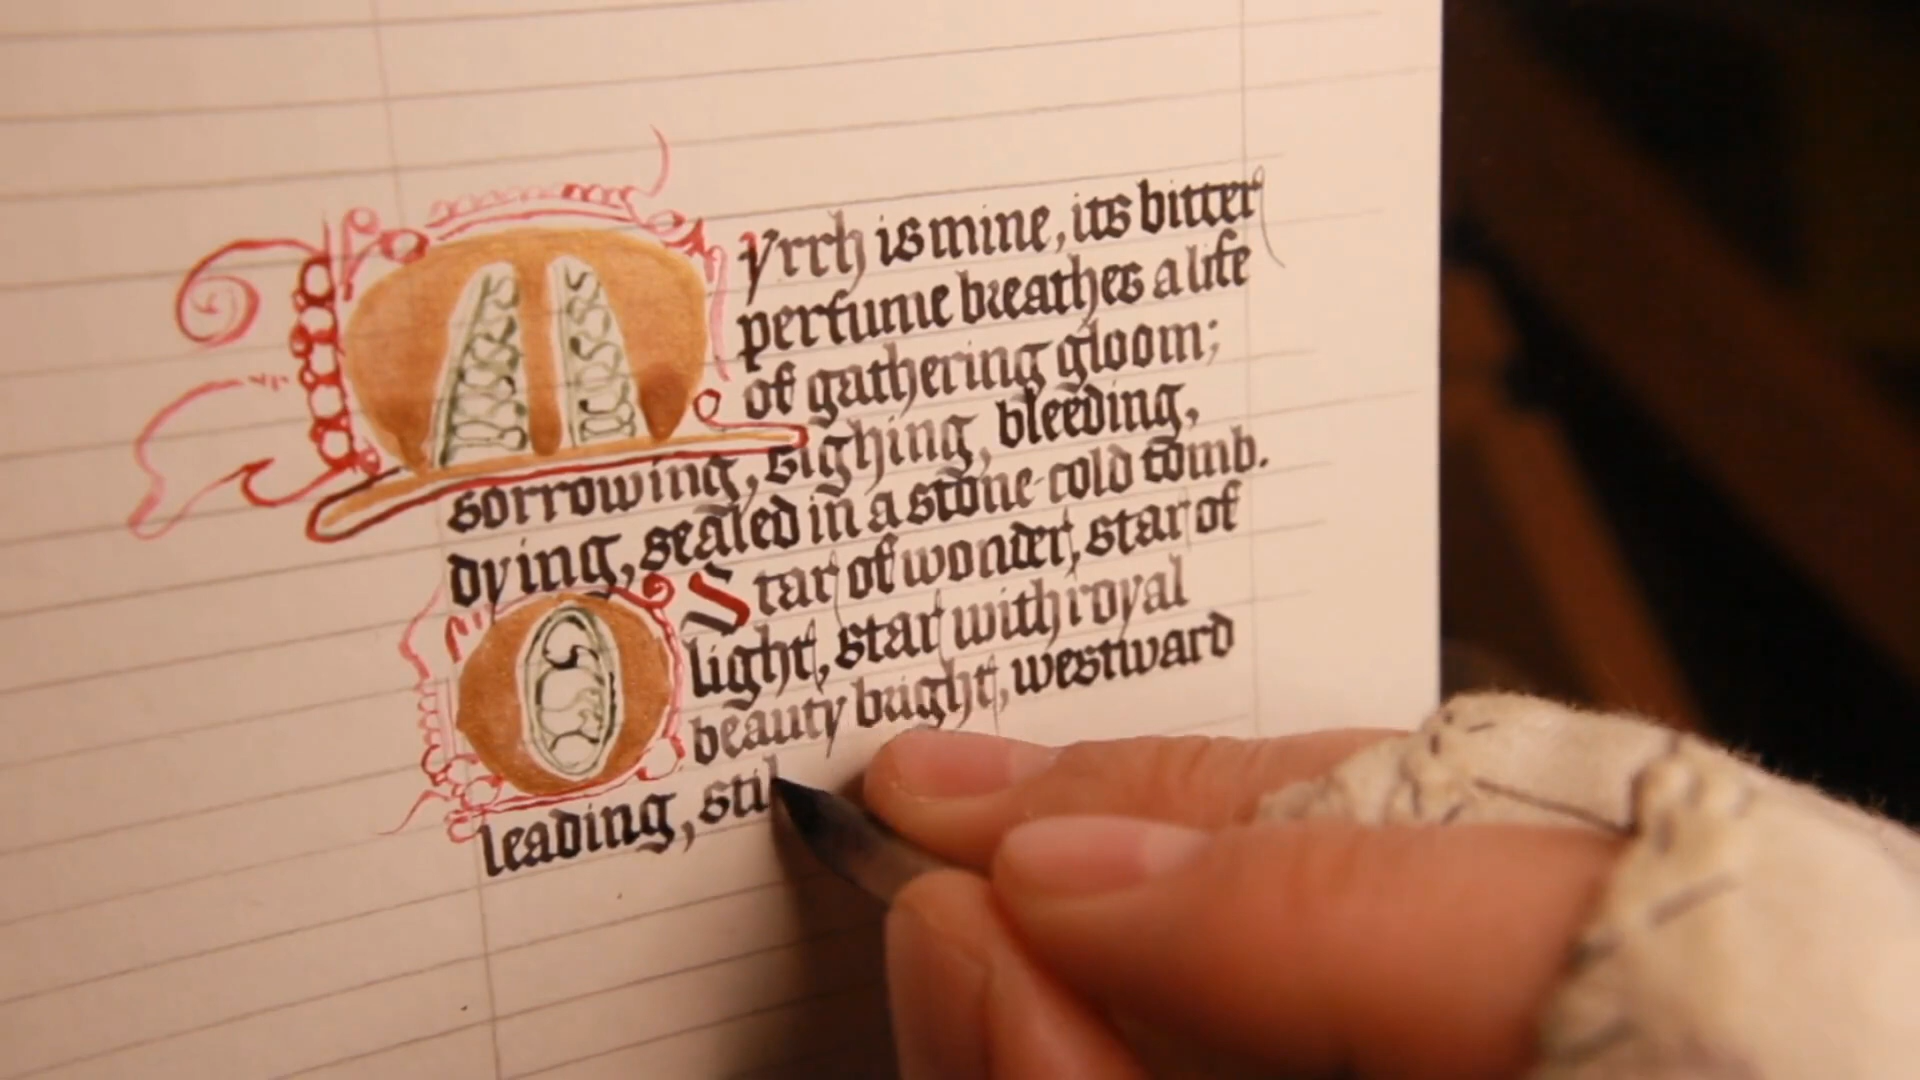 Myrrh is mine, its bitter
perfume breathes a life
of gathering gloom;
sorrowing, sighing, bleeding,
dying, sealed in a stone-cold tomb.
O Star of wonder, star of
light, star with royal
beauty bright, westward
leading, stil